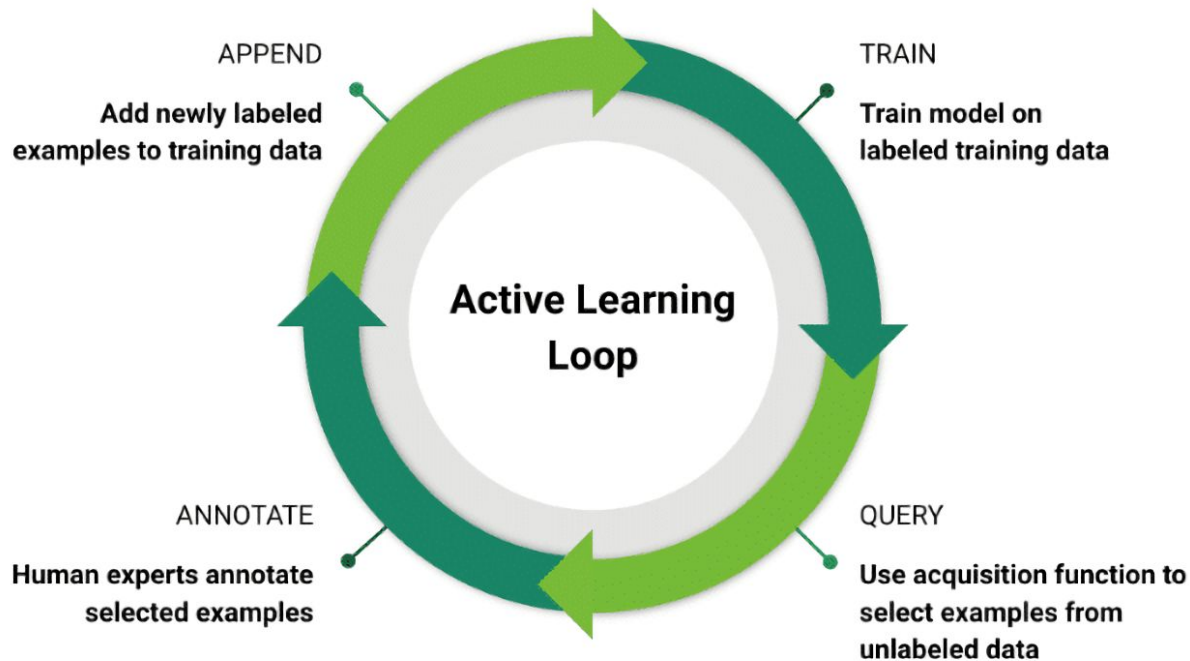 APPEND
Add newly labeled
examples to training data
TRAIN
Train model on
labeled training data
Active Learning
Loop
ANNOTATE
Human experts annotate
selected examples
QUERY
Use acquisition function to
select examples from
unlabeled data